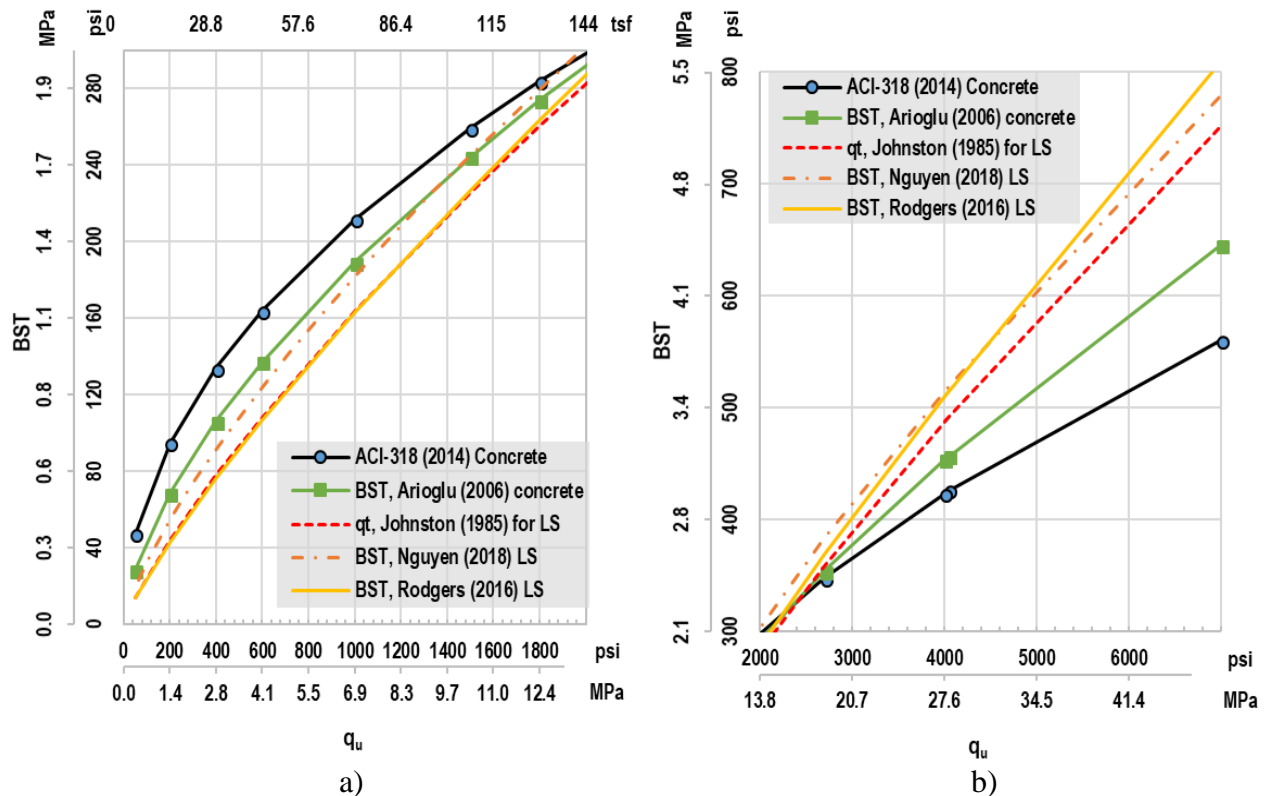 MPa psi 0 28.8 57.6 86.4 115 144 tsf
1.9 280
1.7 240
1.4 200
1.1 160
0.8 120
0.6 80
0.3 40
0.0 0
BST
ACI-318 (2014) Concrete
BST, Arioglu (2006) concrete
qt, Johnston (1985) for LS
BST, Nguyen (2018) LS
BST, Rodgers (2016) LS
0 200 400 600 800 1000 1200 1400 1600 1800 psi
0.0 1.4 2.8 4.1 5.5 6.9 8.3 9.7 11.0 12.4 MPa
qu
a)
MPa psi
5.5 800
4.8 700
4.1 600
3.4 500
2.8 400
2.1 300
BST
ACI-318 (2014) Concrete
BST, Arioglu (2006) concrete
qt, Johnston (1985) for LS
BST, Nguyen (2018) LS
BST, Rodgers (2016) LS
2000 3000 4000 5000 6000 psi
13.8 20.7 27.6 34.5 41.4 MPa
qu
b)